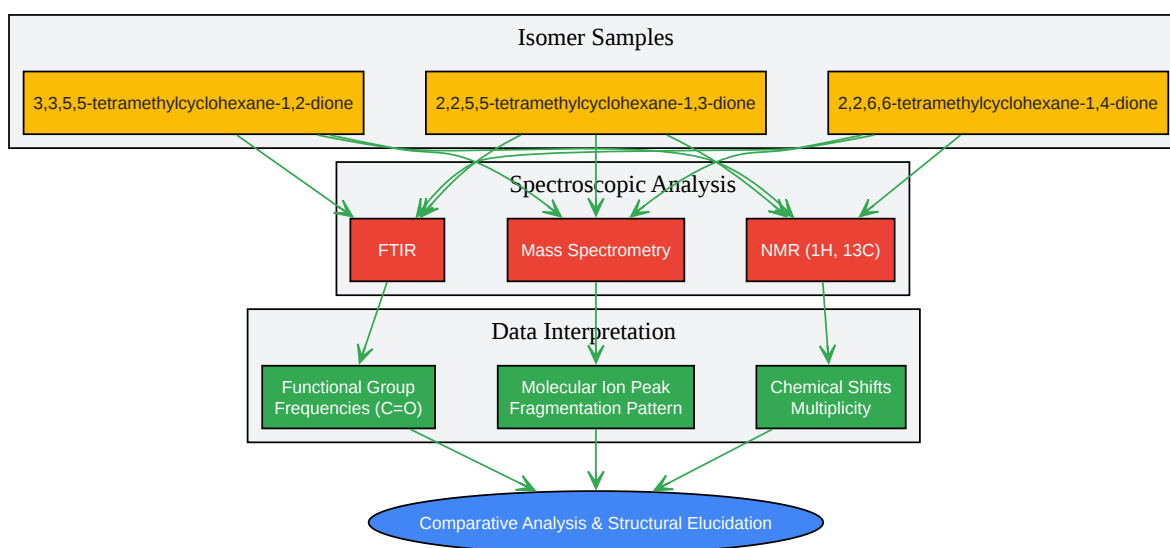 Isomer Samples
3,3,5,5-tetramethylcyclohexane-1,2-dione
2,2,5,5-tetramethylcyclohexane-1,3-dione
2,2,6,6-tetramethylcyclohexane-1,4-dione
Spectroscopic Analysis
FTIR
Mass Spectrometry
NMR (1H, 13C)
Data Interpretation
Functional Group
Frequencies (C=O)
Molecular Ion Peak
Fragmentation Pattern
Chemical Shifts
Multiplicity
Comparative Analysis & Structural Elucidation